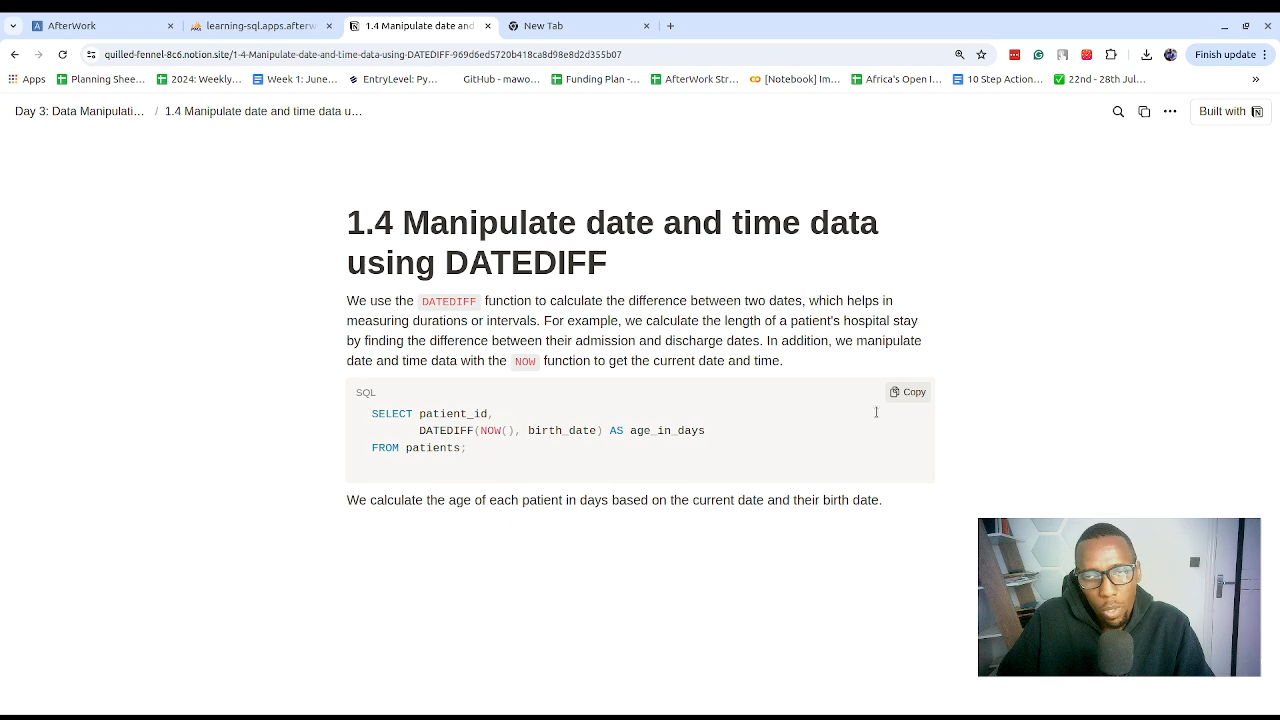 AfterWork
learning-sql.apps.afterw
1.4 Manipulate date and
New Tab
quilled-fennel-8c6.notion.site/1-4-Manipulate-date-and-time-data-using-DATEDIFF-969d6ed5720b418ca8d98e8d2d355b07
Finish update
Apps
Planning Shee...
2024: Weekly...
Week 1: June...
EntryLevel: Py...
GitHub - mawo...
Funding Plan -...
AfterWork Str...
[Notebook] Im...
Africa's Open I...
10 Step Action...
22nd - 28th Jul...
Day 3: Data Manipulati... / 1.4 Manipulate date and time data u...
Built with
1.4 Manipulate date and time data
using DATEDIFF
We use the DATEDIFF function to calculate the difference between two dates, which helps in
measuring durations or intervals. For example, we calculate the length of a patient's hospital stay
by finding the difference between their admission and discharge dates. In addition, we manipulate
date and time data with the NOW function to get the current date and time.
SQL
Copy
SELECT patient_id,
DATEDIFF(NOW(), birth_date) AS age_in_days
FROM patients;
We calculate the age of each patient in days based on the current date and their birth date.